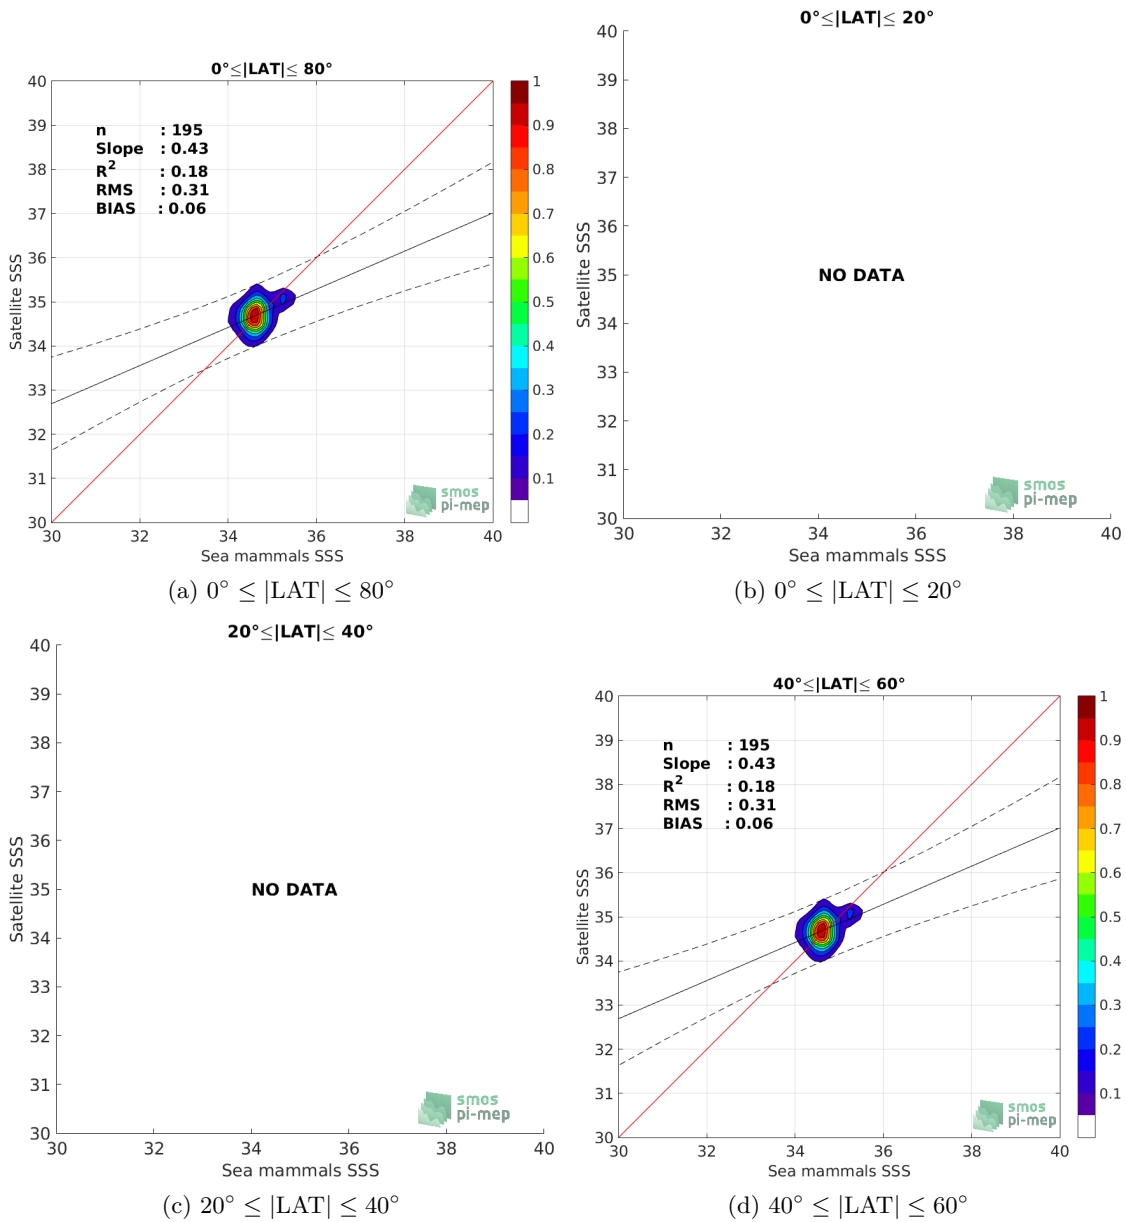 0°≤|LAT|≤ 80°
40
39
38
37
36
35
34
33
32
31
30
Satellite SSS
n : 195
Slope : 0.43
R2 : 0.18
RMS : 0.31
BIAS : 0.06
smos
pi-mep
30 32 34 36 38 40
Sea mammals SSS
1
0.9
0.8
0.7
0.6
0.5
0.4
0.3
0.2
0.1
(a) 0° ≤ |LAT| ≤ 80°
0°≤|LAT|≤ 20°
40
39
38
37
36
35
34
33
32
31
30
Satellite SSS
NO DATA
smos
pi-mep
30 32 34 36 38 40
Sea mammals SSS
(b) 0° ≤ |LAT| ≤ 20°
20°≤|LAT|≤ 40°
40
39
38
37
36
35
34
33
32
31
30
Satellite SSS
NO DATA
smos
pi-mep
30 32 34 36 38 40
Sea mammals SSS
(c) 20° ≤ |LAT| ≤ 40°
40°≤|LAT|≤ 60°
40
39
38
37
36
35
34
33
32
31
30
Satellite SSS
n : 195
Slope : 0.43
R2 : 0.18
RMS : 0.31
BIAS : 0.06
smos
pi-mep
30 32 34 36 38 40
Sea mammals SSS
1
0.9
0.8
0.7
0.6
0.5
0.4
0.3
0.2
0.1
(d) 40° ≤ |LAT| ≤ 60°